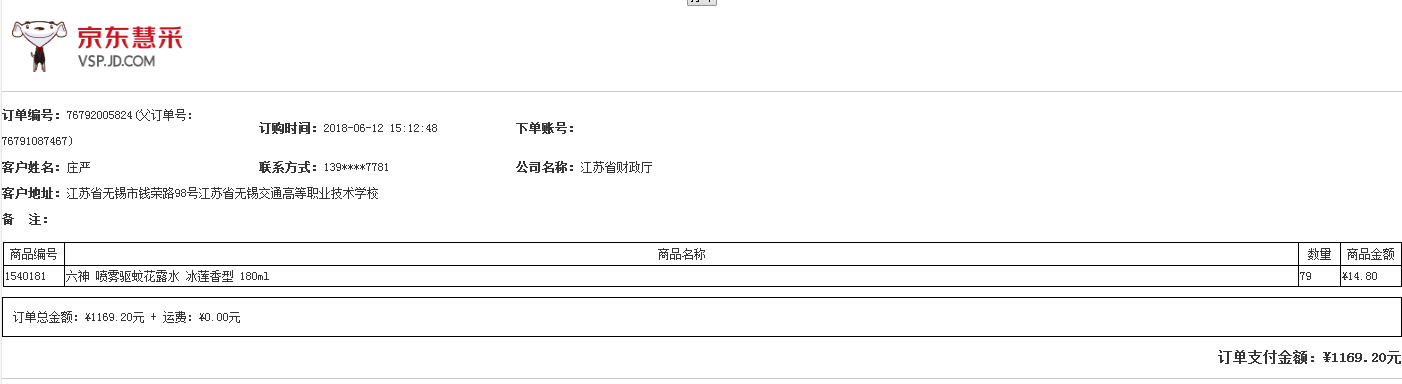 京东慧采
VSP.JD.COM
订单编号：76792005824(父订单号：
76791087467)
订购时间：2018-06-12 15:12:48
下单账号：
客户姓名：庄严
联系方式：139****7781
公司名称：江苏省财政厅
客户地址：江苏省无锡市钱荣路98号江苏省无锡交通高等职业技术学校
备 注：
商品编号 商品名称 数量 商品金额
1540181 六神 喷雾驱蚊花露水 冰莲香型 180ml 79 ¥14.80
订单总金额：¥1169.20元 + 运费：¥0.00元
订单支付金额：¥1169.20元